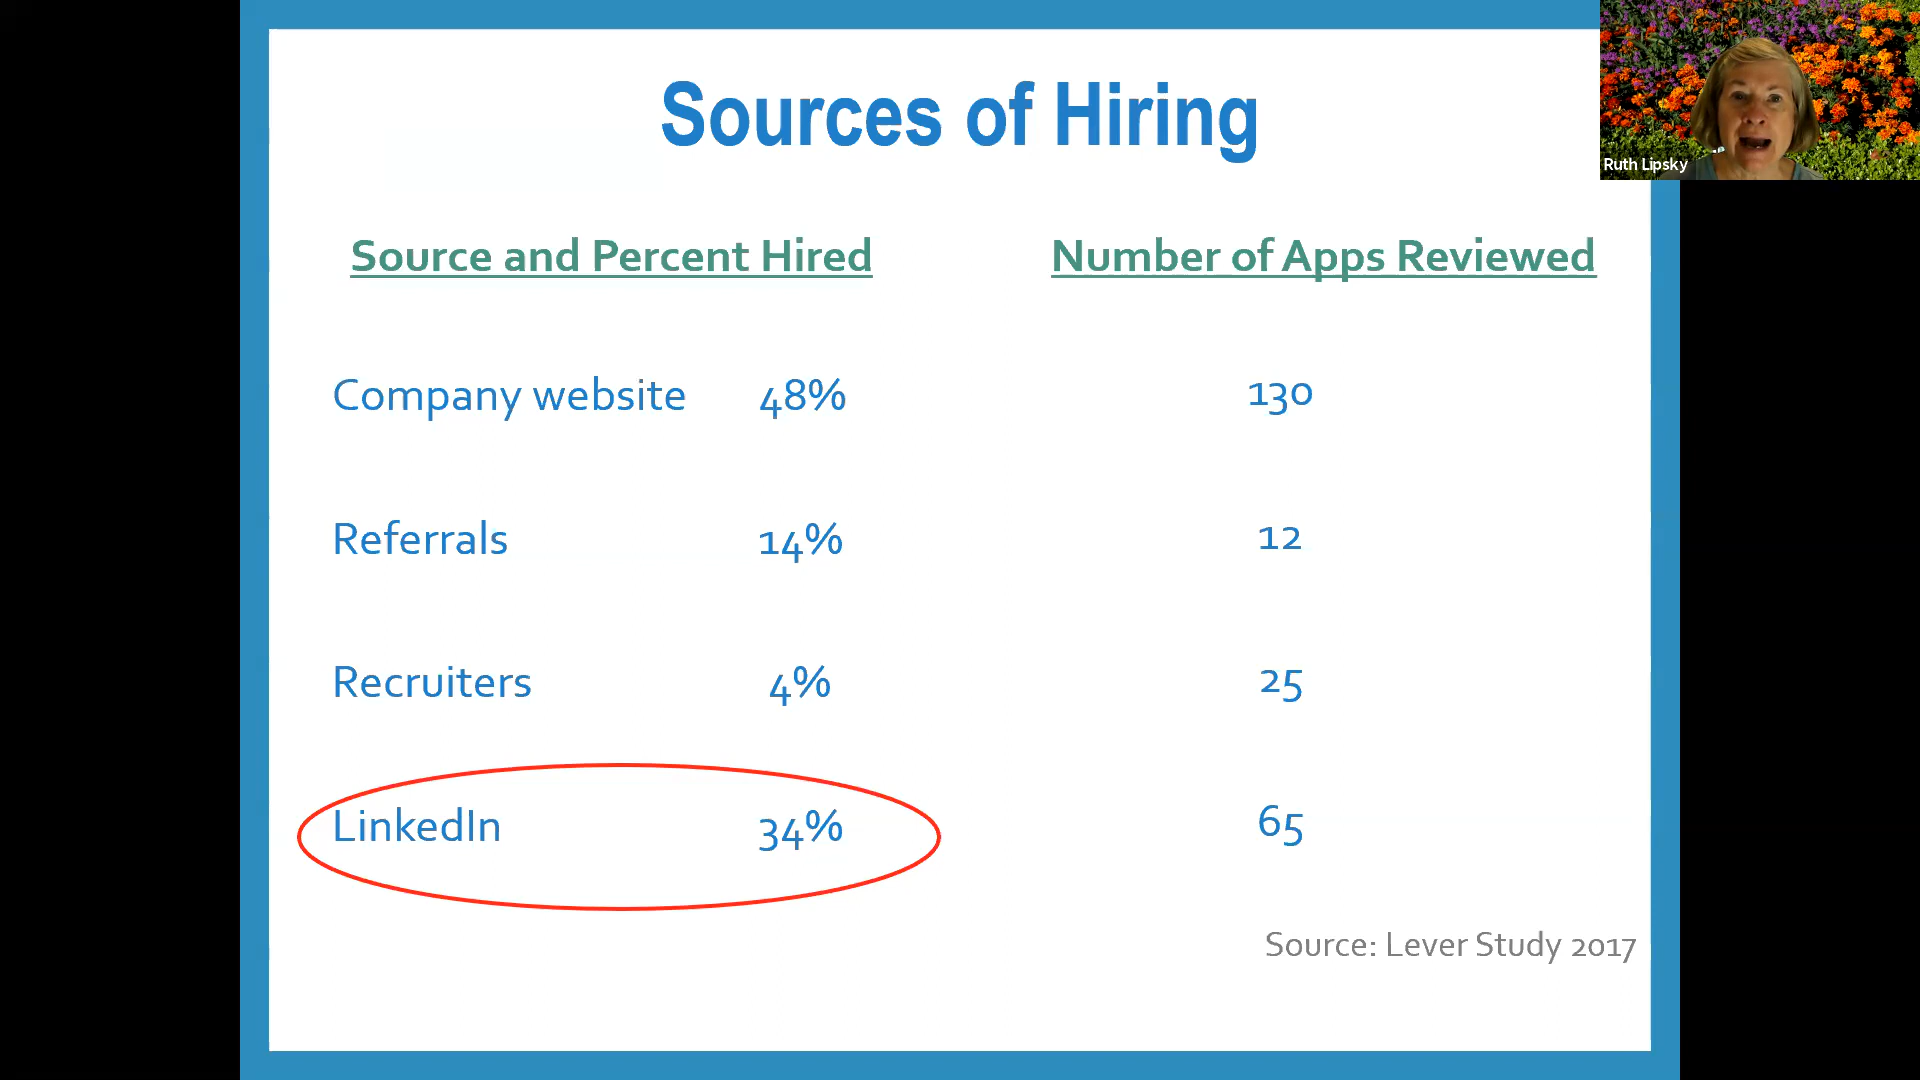 Sources of Hiring
Ruth Lipsky
Source and Percent Hired Number of Apps Reviewed
Company website 48% 130
Referrals 14% 12
Recruiters 4% 25
LinkedIn 34% 65
Source: Lever Study 2017